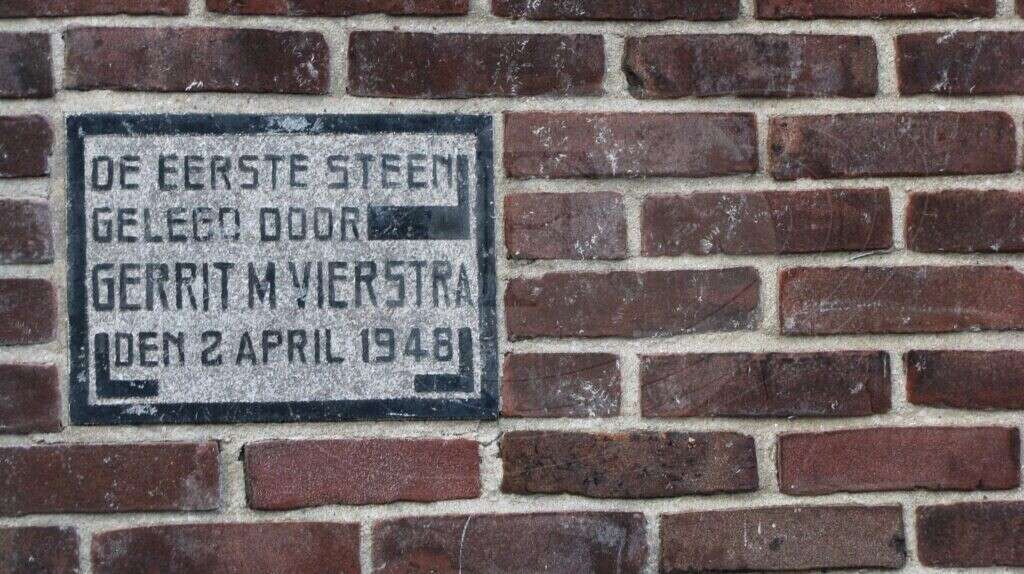 DE EERSTE STEEN
GELEGD DOOR
GERRIT M VIERSTRA
DEN 2 APRIL 1948